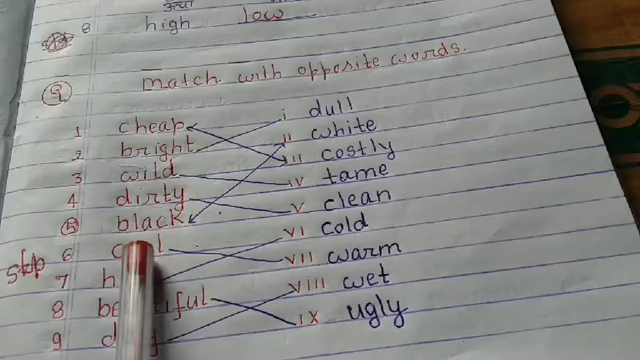 e high low
Q match with opposite words.
1 cheap i dull
2 bright ii white
3 wild iii costly
4 dirty iv tame
5 black v clean
skip 6 vi cold
7 vii warm
8 viii wet
9 ix ugly